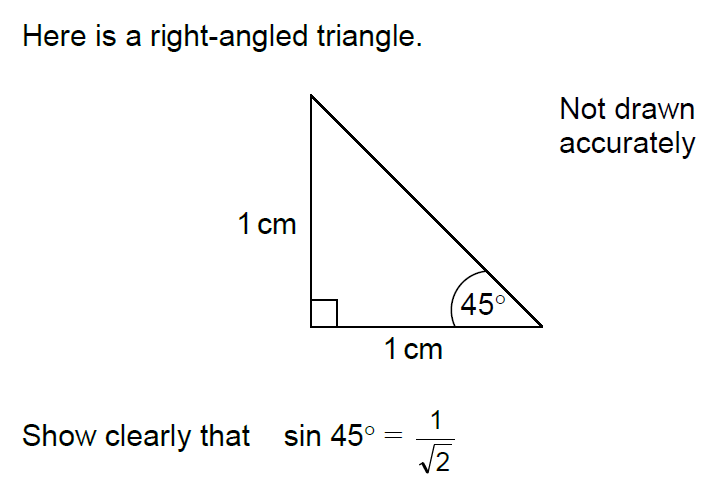 Here is a right-angled triangle.
Not drawn
accurately
1 cm
45°
1 cm
Show clearly that sin 45° = 1/√2